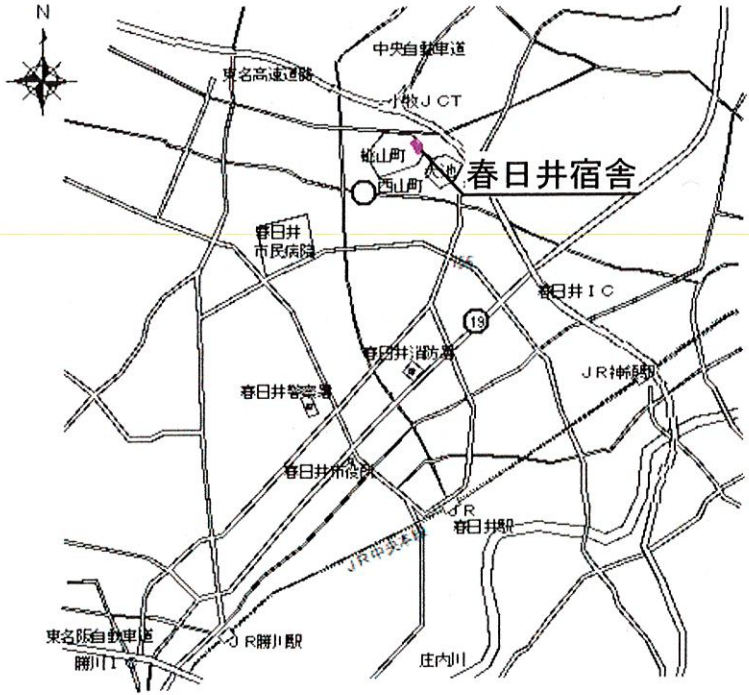 N
中央自動車道
東名高速道路
小牧JCT
西山町
春日井宿舎
春日井
市民病院
春日井IC
19
春日井消防署
JR神領駅
春日井警察署
春日井市役所
JR
春日井駅
JR中央本線
東名阪自動車道
JR勝川駅
勝川I
庄内川